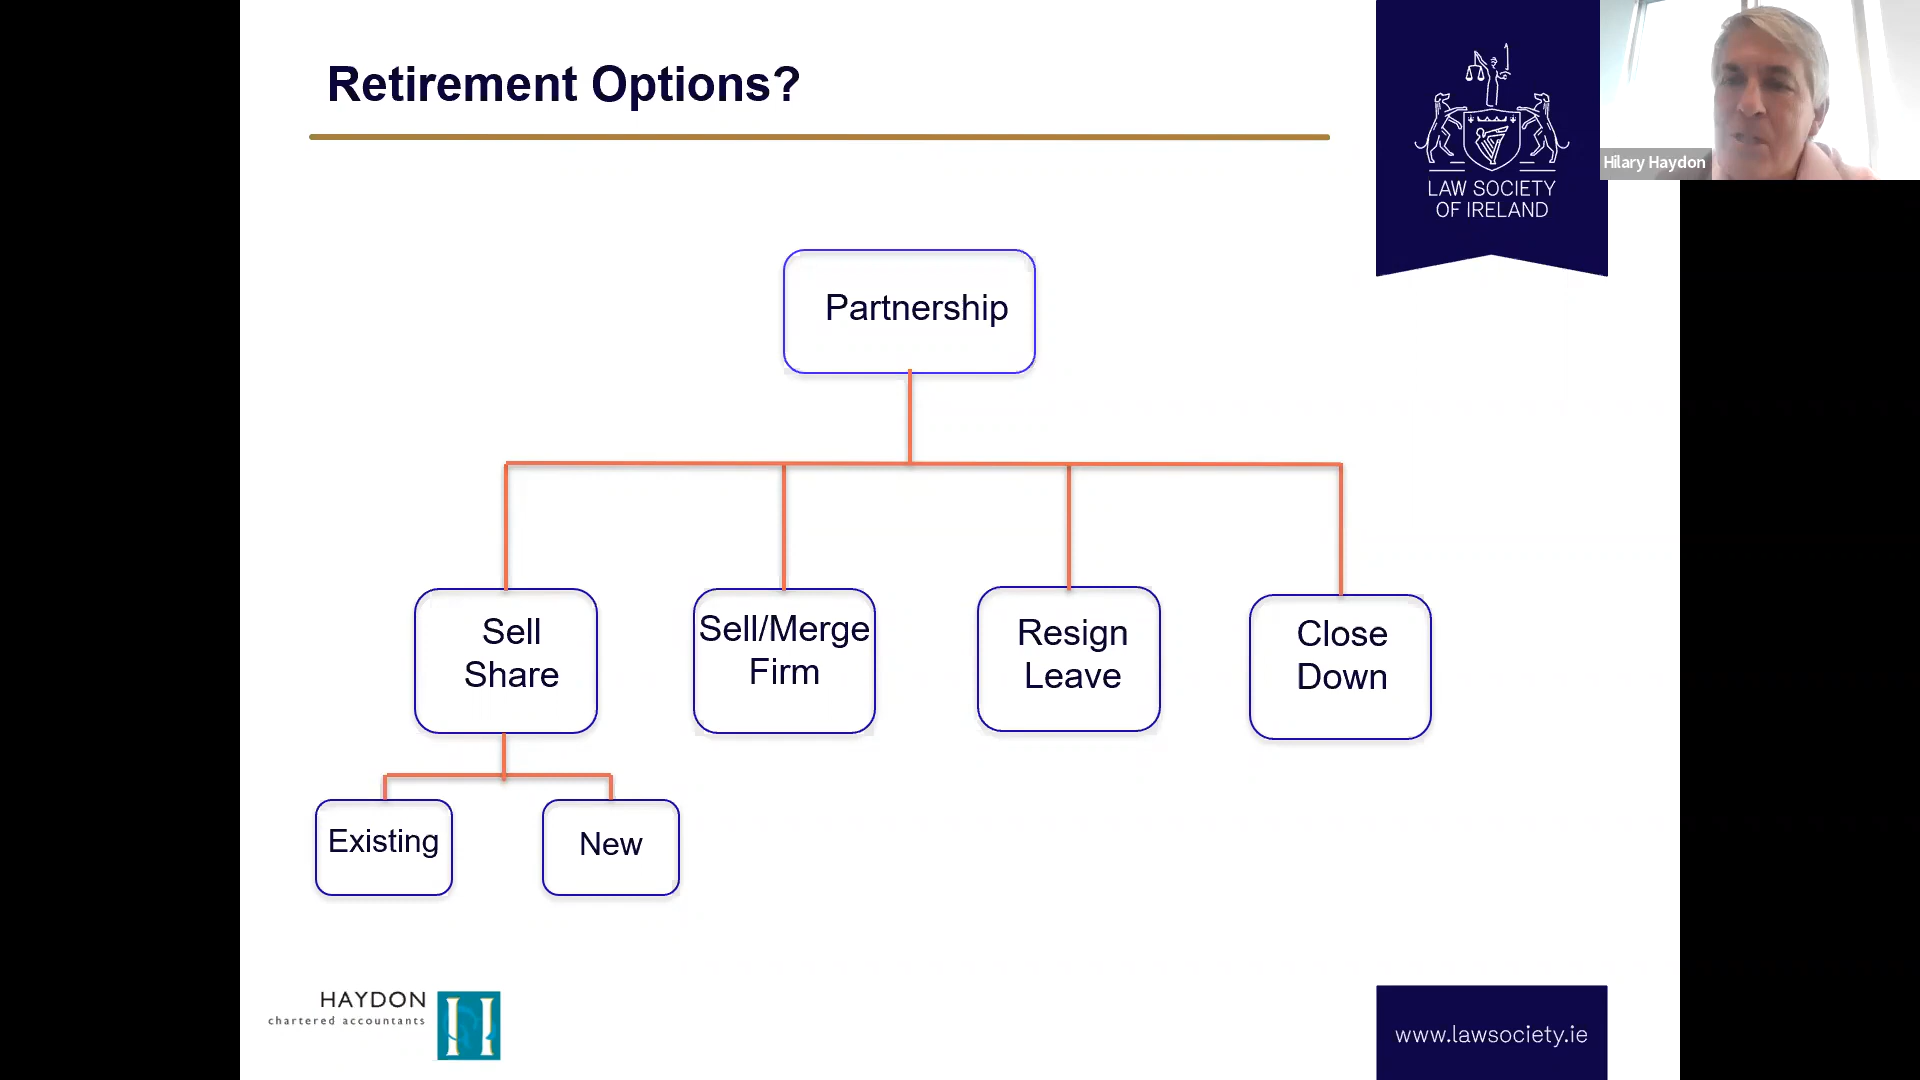 Retirement Options?
LAW SOCIETY
OF IRELAND
Hilary Haydon
Partnership
Sell
Share
Sell/Merge
Firm
Resign
Leave
Close
Down
Existing
New
HAYDON
chartered accountants
H
www.lawsociety.ie